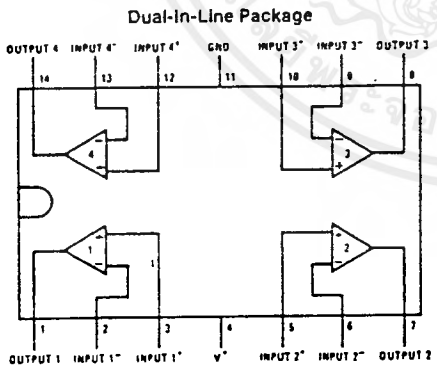 Dual-In-Line Package
OUTPUT 4 INPUT 4⁻ INPUT 4⁺ GND INPUT 3⁺ INPUT 3⁻ OUTPUT 3
14 13 12 11 10 9 8
4 3
1 2
1 2 3 4 5 6 7
OUTPUT 1 INPUT 1⁻ INPUT 1⁺ V⁺ INPUT 2⁺ INPUT 2⁻ OUTPUT 2